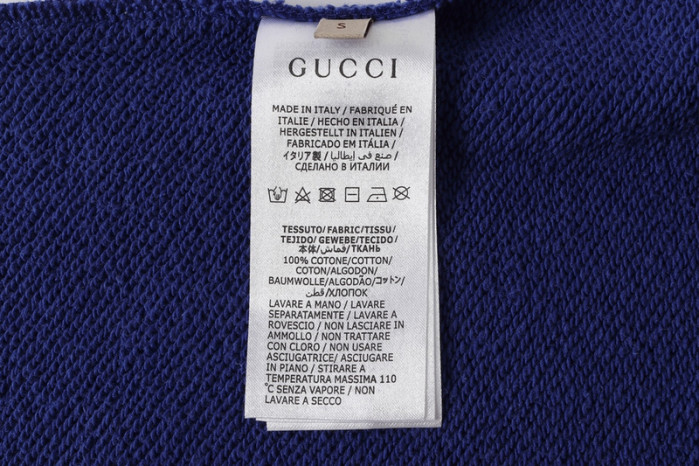 S
GUCCI
MADE IN ITALY / FABRIQUÉ EN
ITALIE / HECHO EN ITALIA /
HERGESTELLT IN ITALIEN /
FABRICADO EM ITÁLIA /
イタリア製 / صنع في إيطاليا /
СДЕЛАНО В ИТАЛИИ
TESSUTO/ FABRIC/TISSU/
TEJIDO/ GEWEBE/TECIDO/
本体/قماش/ТКАНЬ
100% COTONE/COTTON/
COTON/ALGODON/
BAUMWOLLE/ALGODÃO/コットン/
قطن/ХЛОПОК
LAVARE A MANO / LAVARE
SEPARATAMENTE / LAVARE A
ROVESCIO / NON LASCIARE IN
AMMOLLO / NON TRATTARE
CON CLORO / NON USARE
ASCIUGATRICE/ ASCIUGARE
IN PIANO / STIRARE A
TEMPERATURA MASSIMA 110
°C SENZA VAPORE / NON
LAVARE A SECCO